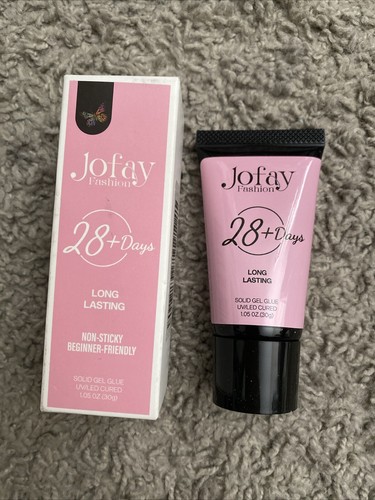 Jofay
Fashion
28+Days
LONG
LASTING
NON-STICKY
BEGINNER-FRIENDLY
SOLID GEL GLUE
UV/LED CURED
1.05 OZ (30g)
Jofay
Fashion
28+Days
LONG
LASTING
SOLID GEL GLUE
UV/LED CURED
1.05 OZ (30g)